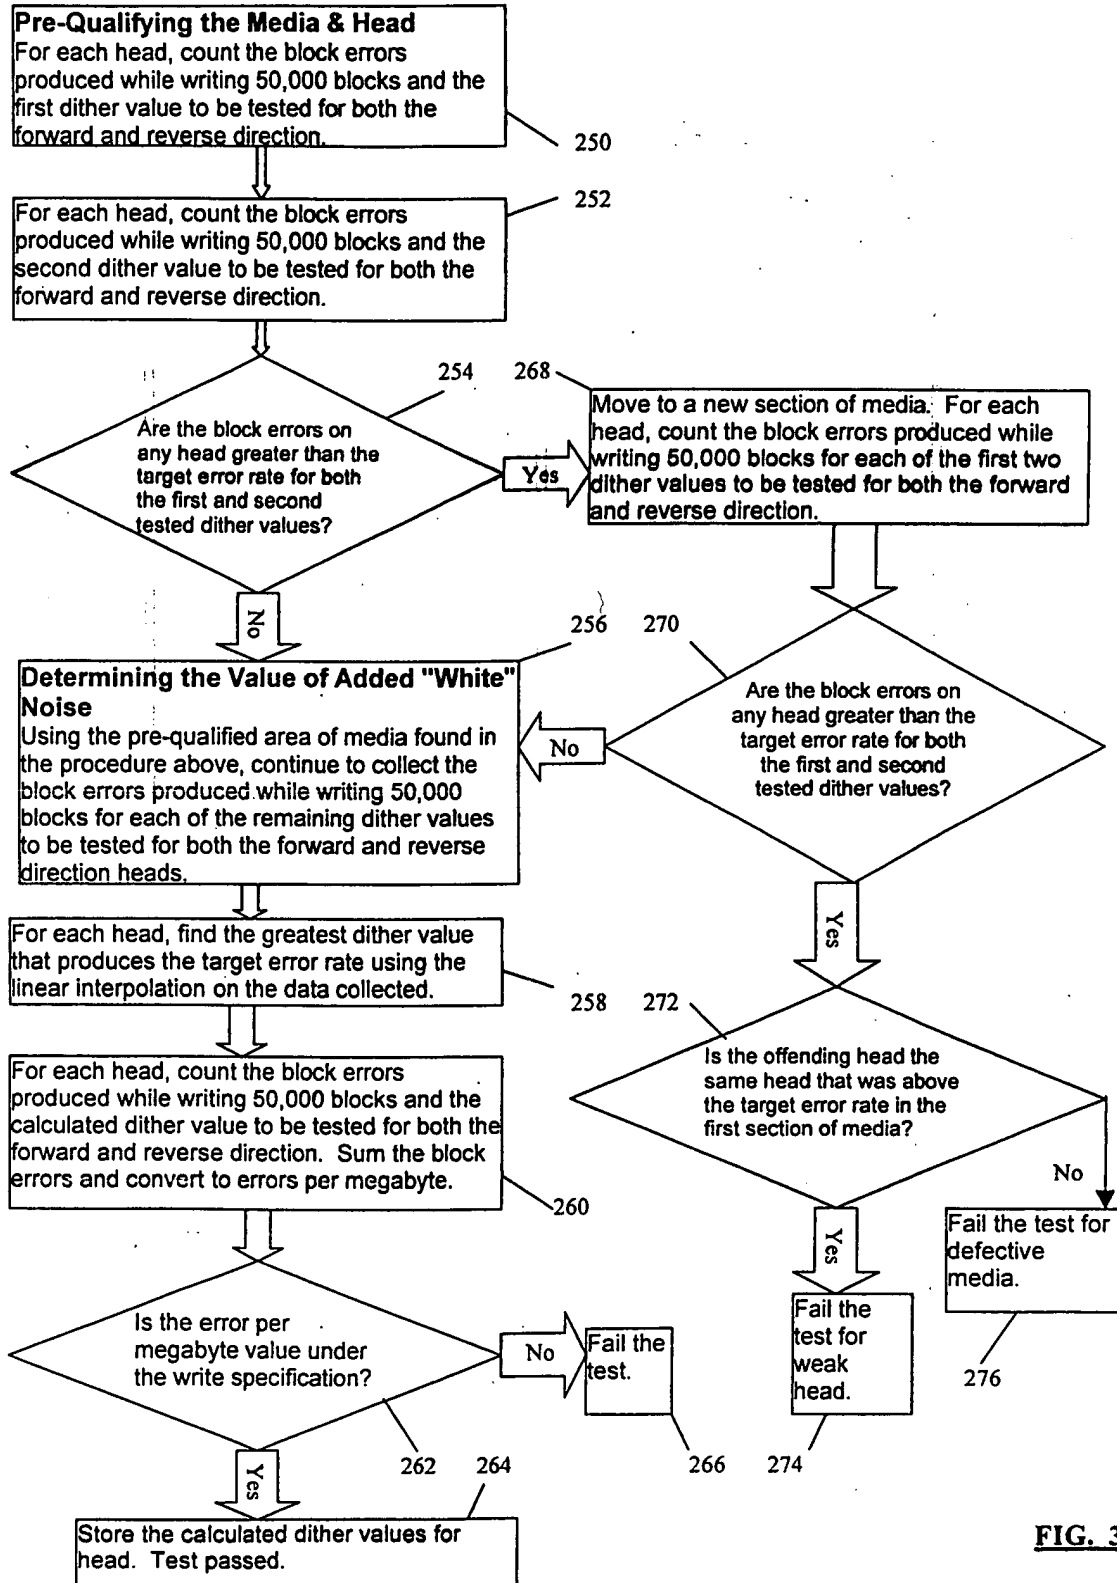 Pre-Qualifying the Media & Head
For each head, count the block errors
produced while writing 50,000 blocks and the
first dither value to be tested for both the
forward and reverse direction.
250
252
For each head, count the block errors
produced while writing 50,000 blocks and the
second dither value to be tested for both the
forward and reverse direction.
254
Are the block errors on
any head greater than the
target error rate for both
the first and second
tested dither values?
Yes
No
268
Move to a new section of media. For each
head, count the block errors produced while
writing 50,000 blocks for each of the first two
dither values to be tested for both the forward
and reverse direction.
256
Determining the Value of Added "White"
Noise
Using the pre-qualified area of media found in
the procedure above, continue to collect the
block errors produced while writing 50,000
blocks for each of the remaining dither values
to be tested for both the forward and reverse
direction heads.
270
Are the block errors on
any head greater than the
target error rate for both
the first and second
tested dither values?
No
Yes
For each head, find the greatest dither value
that produces the target error rate using the
linear interpolation on the data collected.
258
272
Is the offending head the
same head that was above
the target error rate in the
first section of media?
No
Yes
For each head, count the block errors
produced while writing 50,000 blocks and the
calculated dither value to be tested for both the
forward and reverse direction. Sum the block
errors and convert to errors per megabyte.
260
Fail the test for
defective
media.
276
Fail the
test for
weak
head.
274
Is the error per
megabyte value under
the write specification?
No
Fail the
test.
266
262
Yes
264
Store the calculated dither values for
head. Test passed.
FIG. 3